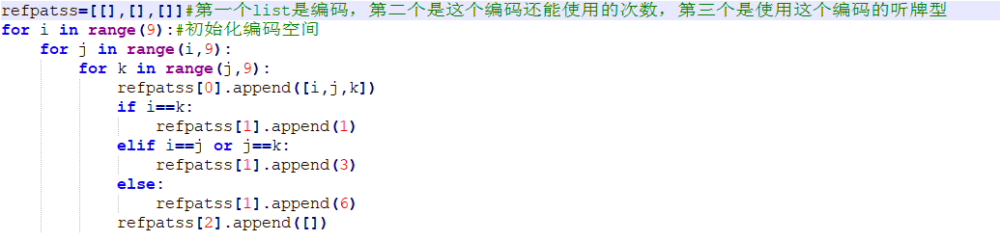 refpatss=[[],[],[]]#第一个list是编码，第二个是这个编码还能使用的次数，第三个是使用这个编码的听牌型
for i in range(9):#初始化编码空间
    for j in range(i,9):
        for k in range(j,9):
            refpatss[0].append([i,j,k])
            if i==k:
                refpatss[1].append(1)
            elif i==j or j==k:
                refpatss[1].append(3)
            else:
                refpatss[1].append(6)
            refpatss[2].append([])